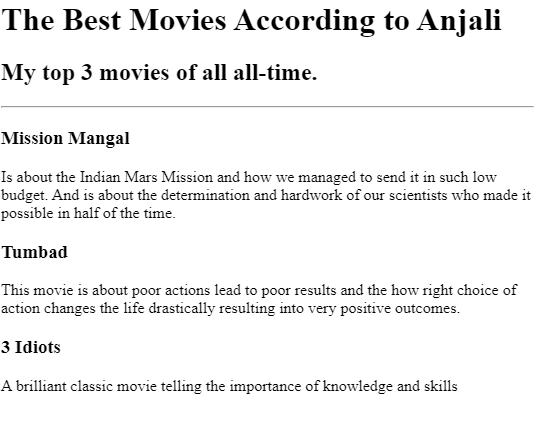 The Best Movies According to Anjali
My top 3 movies of all all-time.
Mission Mangal
Is about the Indian Mars Mission and how we managed to send it in such low
budget. And is about the determination and hardwork of our scientists who made it
possible in half of the time.
Tumbad
This movie is about poor actions lead to poor results and the how right choice of
action changes the life drastically resulting into very positive outcomes.
3 Idiots
A brilliant classic movie telling the importance of knowledge and skills